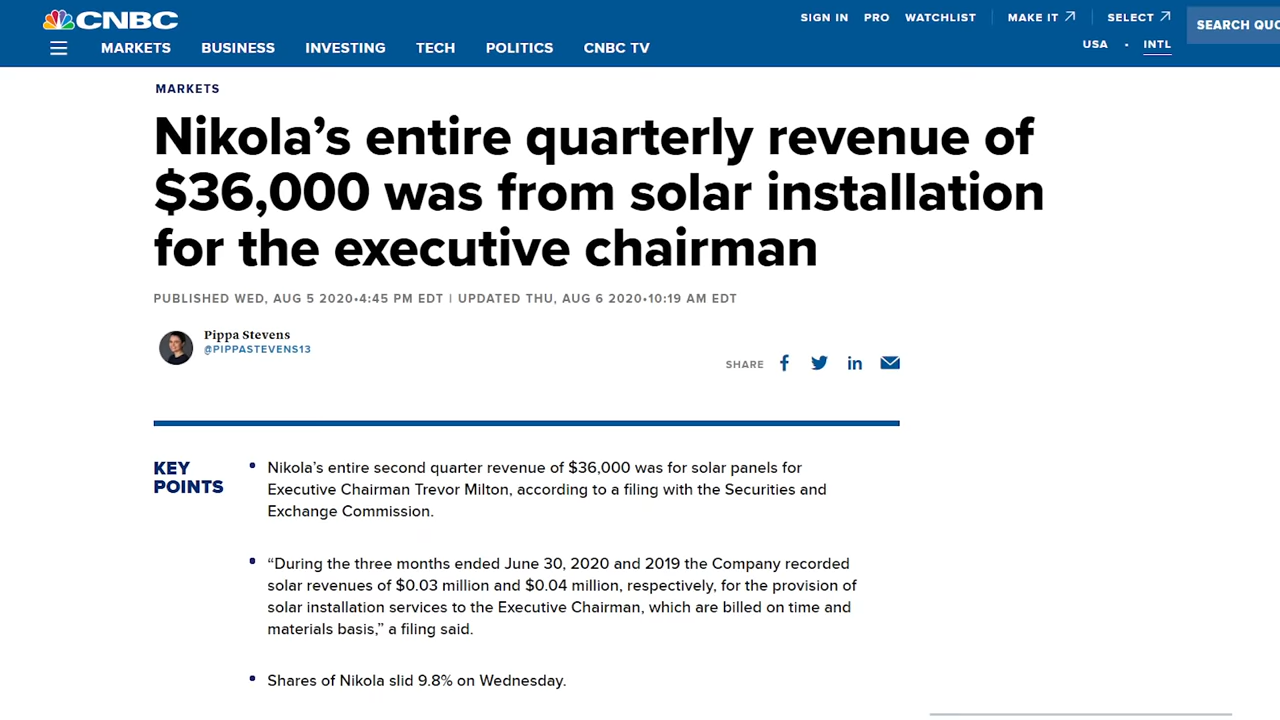 CNBC
SIGN IN PRO WATCHLIST MAKE IT SELECT
SEARCH QUO
MARKETS BUSINESS INVESTING TECH POLITICS CNBC TV
USA • INTL
MARKETS
Nikola’s entire quarterly revenue of
$36,000 was from solar installation
for the executive chairman
PUBLISHED WED, AUG 5 2020•4:45 PM EDT | UPDATED THU, AUG 6 2020•10:19 AM EDT
Pippa Stevens
@PIPPASTEVENS13
SHARE f in
KEY
POINTS
• Nikola’s entire second quarter revenue of $36,000 was for solar panels for
Executive Chairman Trevor Milton, according to a filing with the Securities and
Exchange Commission.
• “During the three months ended June 30, 2020 and 2019 the Company recorded
solar revenues of $0.03 million and $0.04 million, respectively, for the provision of
solar installation services to the Executive Chairman, which are billed on time and
materials basis,” a filing said.
• Shares of Nikola slid 9.8% on Wednesday.